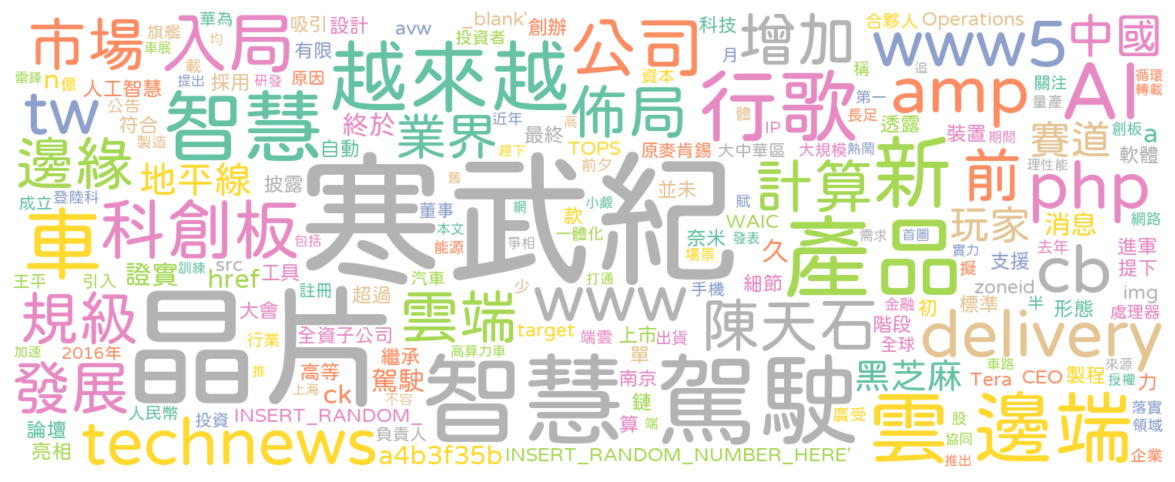 旗艦 華為 吸引 設計 avw _blank' 創辦 科技 合夥人 Operations
市場 入局 車展 均 有限 投資者 公司 月 增加 www5 中國
雷鋒 n 億 載 提出 研發 採用 原因 越來越 資本 稱 追 關注 循環
人工智慧 行歌 amp 量產 AI 轉載
tw 公告 符合 智慧 終於 業界 近年 佈局 體 第一 長足 透露 創板 a
製造 自動 最終 高 TOPS IP 大規模 熱鬧 裝置 期間 賽道 軟體
邊緣 地平線 披露 寒武紀 趕下 前夕 原麥肯錫 大中華區 計算 新 前 理性能 php
成立 登陸科 舊 並未 賦 網路
車 科創板 董事 網 小覷 款 WAIC 產品 玩家 消息
本文 一體化 奈米 發表 久 需求 首圖 實力 去年 進軍
包括 能源 爭相 場景 擬 提下
王平 引入 證實 訓練 src href 工具 汽車 少 打通 手機 細節 支援 cb zoneid img
規級 大會 註冊 超過 雲端 www 陳天石 金融 初 標準 半 形態 處理器
行業 全資子公司 target 端雲 上市 出貨 階段 全球 delivery
加速 2016年 推 晶片 高等 繼承 高算力車 單 車路 來源
發展 上海 ck 駕駛 不容 智慧駕駛 南京 黑芝麻 Tera CEO 製程 授權 力
人民幣 投資 INSERT_RANDOM_ 鏈 廣受 雲邊端 股 落實
論壇 負責人 算 端 協同 領域
亮相 technews a4b3f35b INSERT_RANDOM_NUMBER_HERE' 推出 企業